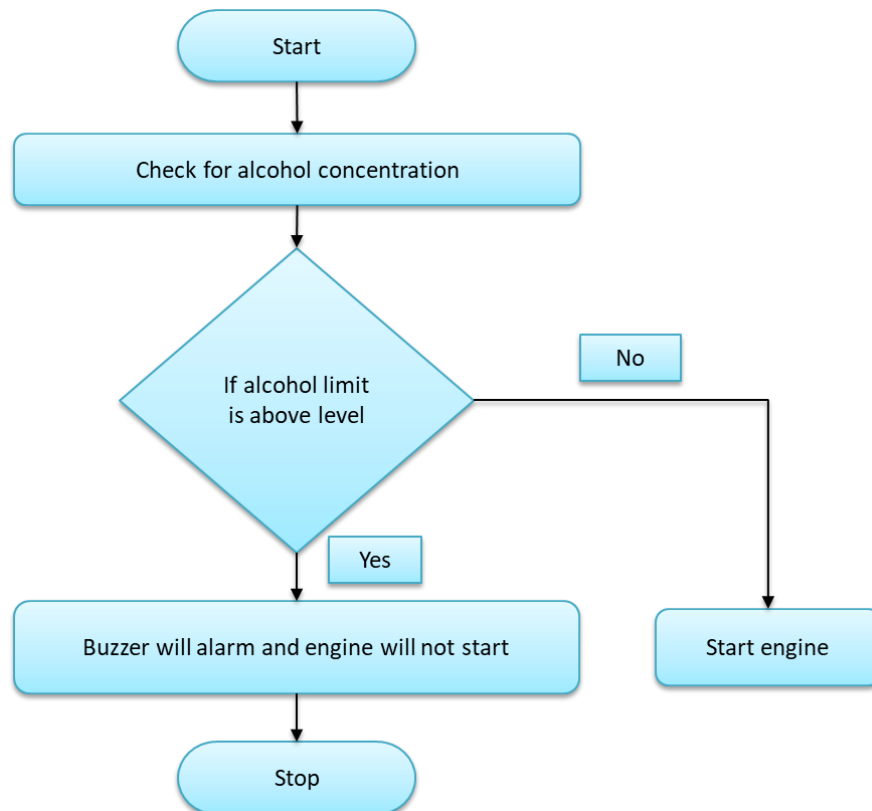 Start
Check for alcohol concentration
If alcohol limit
is above level
No
Yes
Buzzer will alarm and engine will not start
Start engine
Stop